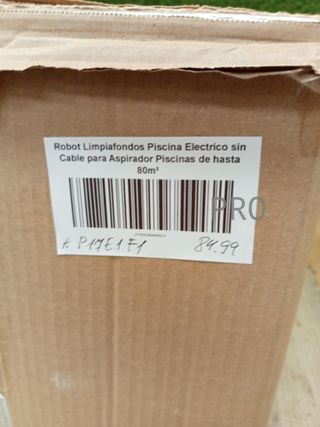 Robot Limpiafondos Piscina Electrico sin
Cable para Aspirador Piscinas de hasta
80m²
PRO
A P17E1F1 84.99